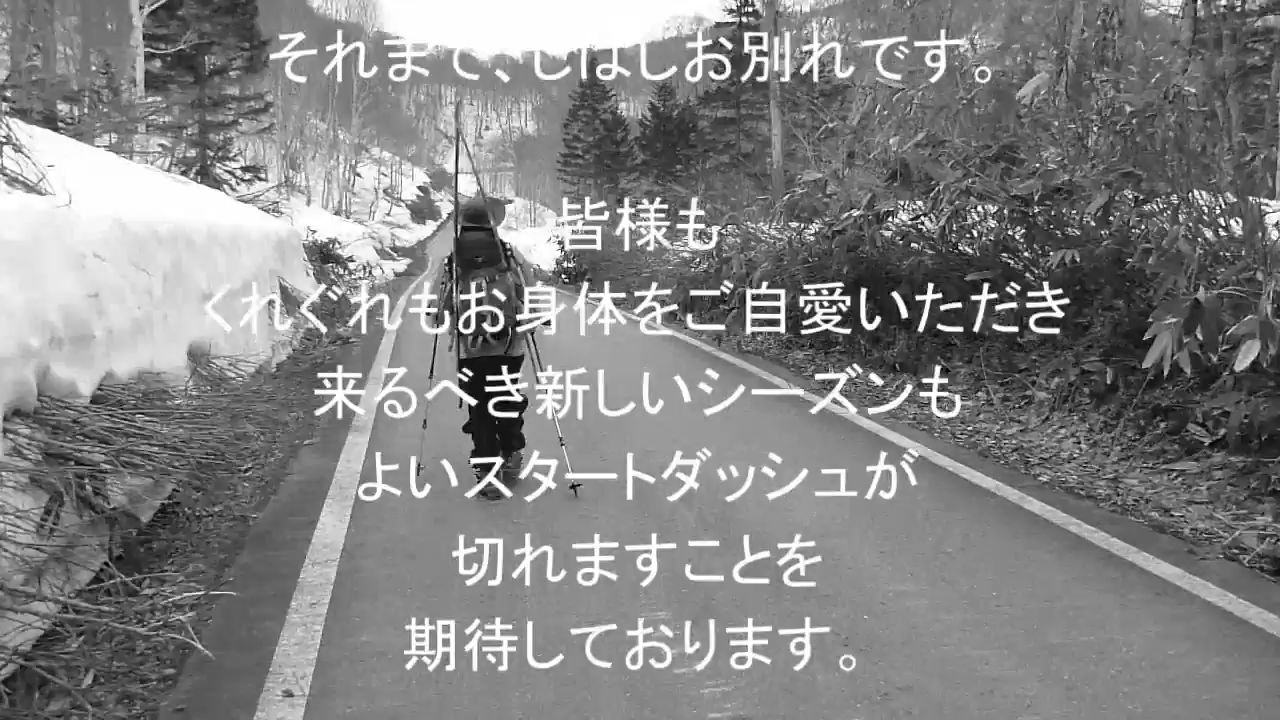 それまで、しばしお別れです。
皆様も
くれぐれもお身体をご自愛いただき
来るべき新しいシーズンも
よいスタートダッシュが
切れますことを
期待しております。